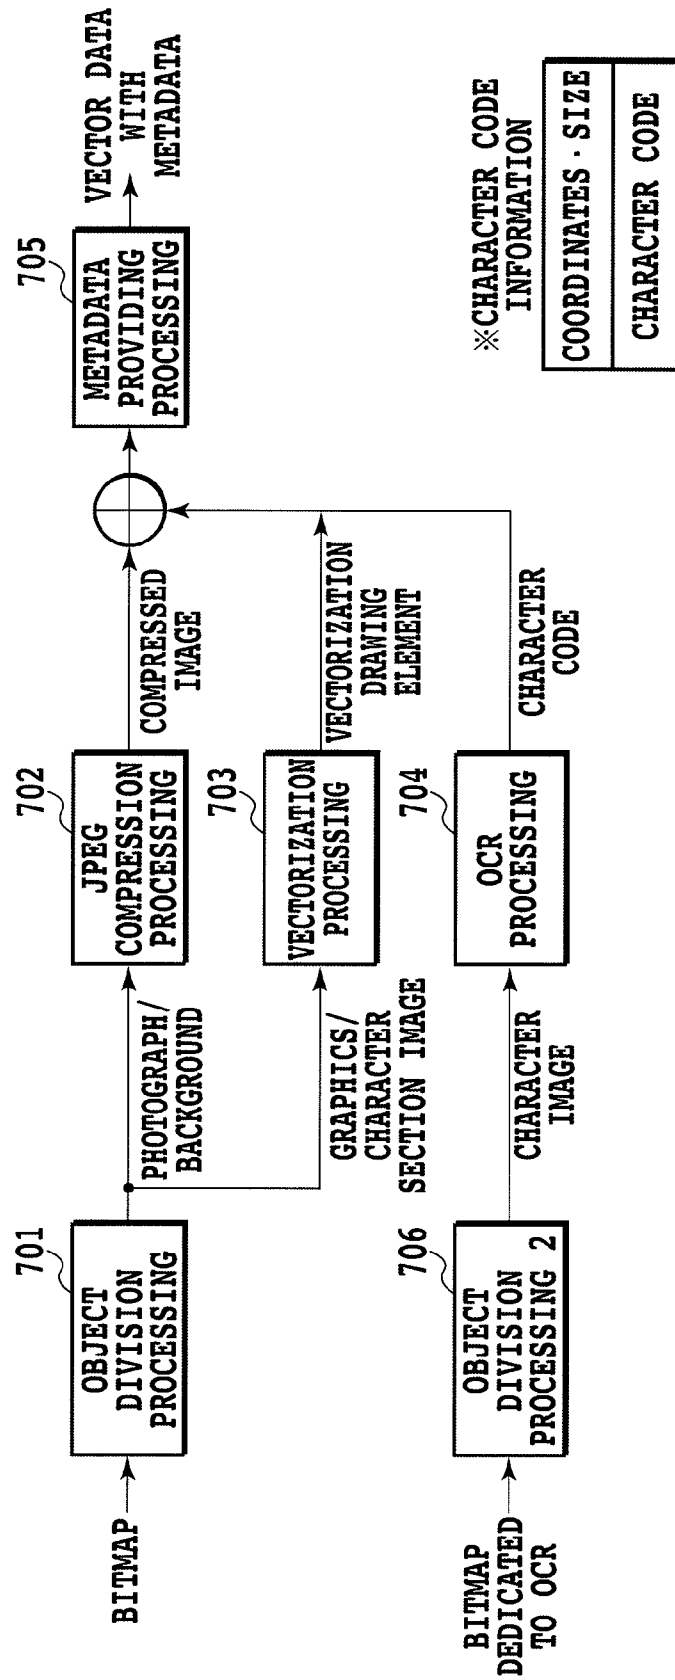 BITMAP
701
OBJECT
DIVISION
PROCESSING
PHOTOGRAPH/
BACKGROUND
702
JPEG
COMPRESSION
PROCESSING
COMPRESSED
IMAGE
705
METADATA
PROVIDING
PROCESSING
VECTOR DATA
WITH
METADATA
GRAPHICS/
CHARACTER
SECTION IMAGE
703
VECTORIZATION
PROCESSING
VECTORIZATION
DRAWING
ELEMENT
BITMAP
DEDICATED
TO OCR
706
OBJECT
DIVISION
PROCESSING 2
CHARACTER
IMAGE
704
OCR
PROCESSING
CHARACTER
CODE
※CHARACTER CODE
INFORMATION
COORDINATES·SIZE
CHARACTER CODE